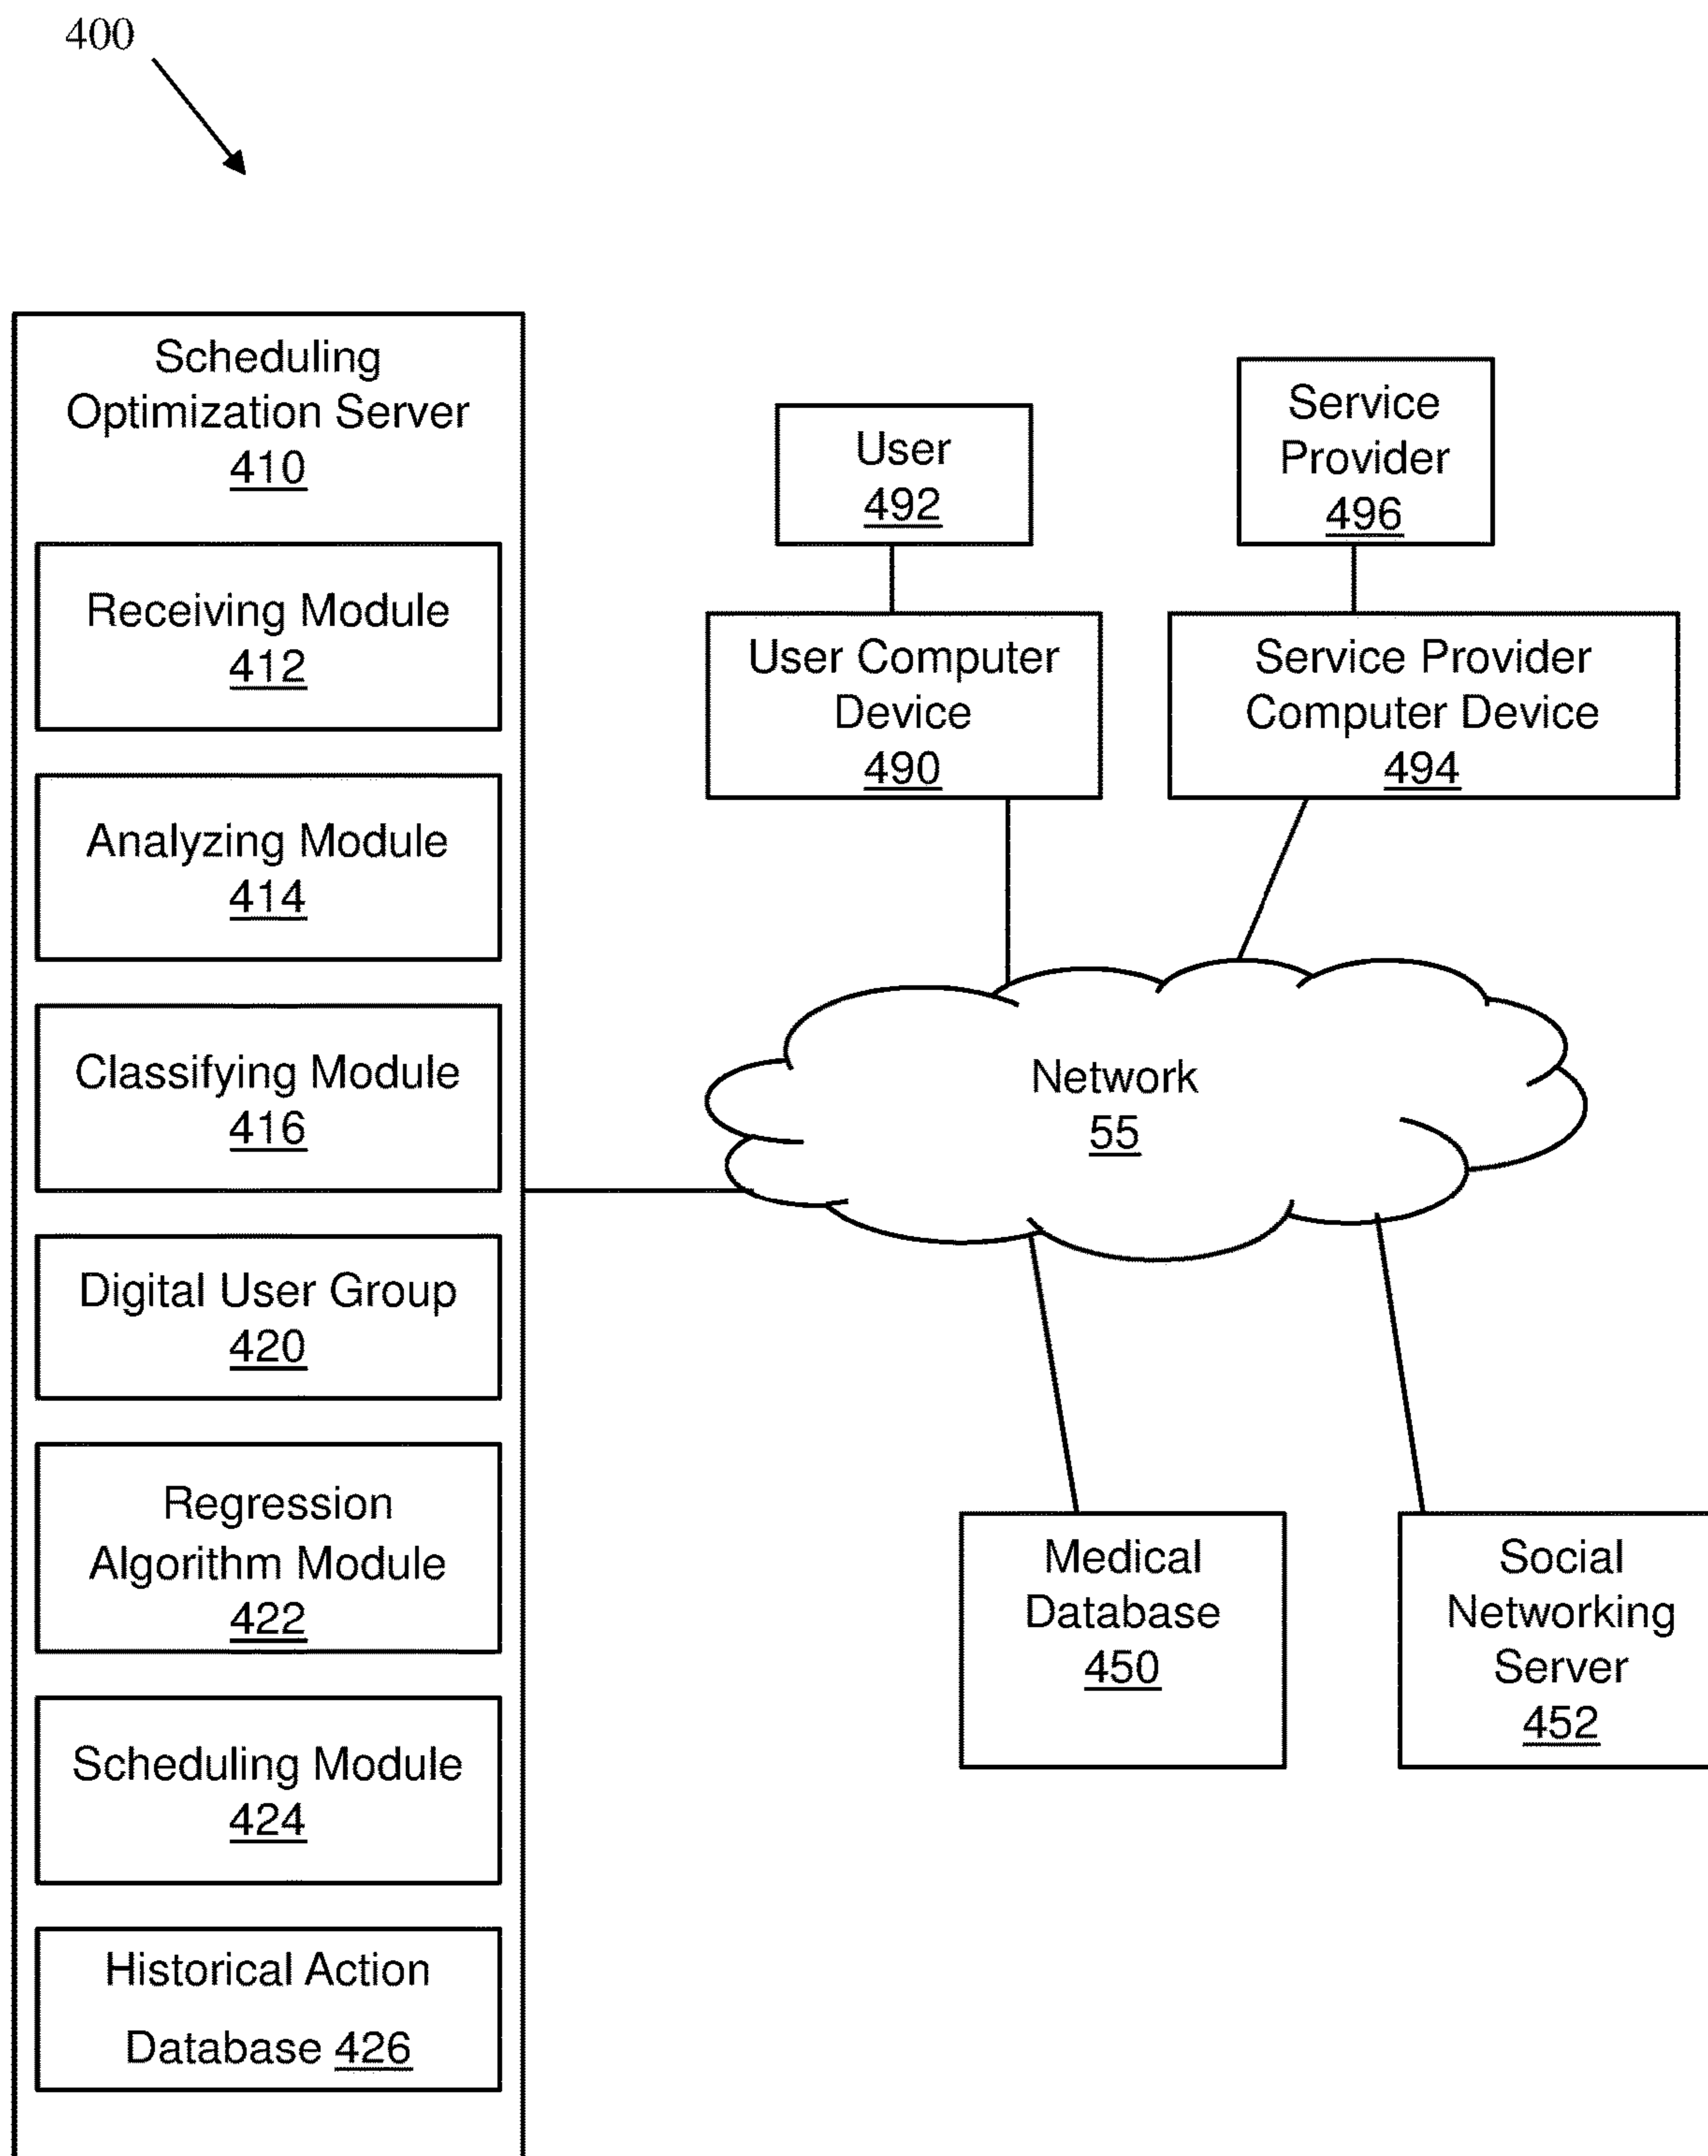 400
Scheduling
Optimization Server
410
Receiving Module
412
Analyzing Module
414
Classifying Module
416
Digital User Group
420
Regression
Algorithm Module
422
Scheduling Module
424
Historical Action
Database 426
User
492
Service
Provider
496
User Computer
Device
490
Service Provider
Computer Device
494
Network
55
Medical
Database
450
Social
Networking
Server
452